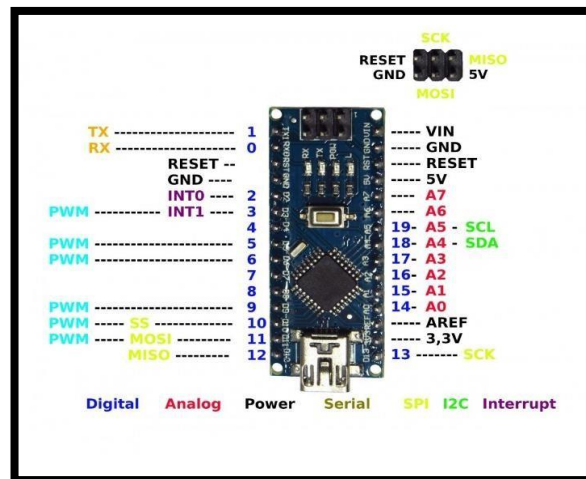 SCK
RESET MISO
GND 5V
MOSI
TX 1 VIN
RX 0 GND
RESET RESET
GND 5V
INT0 2 A7
PWM INT1 3 A6
4 19 A5 SCL
PWM 5 18 A4 SDA
PWM 6 17 A3
7 16 A2
8 15 A1
PWM 9 14 A0
PWM SS 10 AREF
PWM MOSI 11 3,3V
MISO 12 13 SCK
RX TX POW L
Digital Analog Power Serial SPI I2C Interrupt